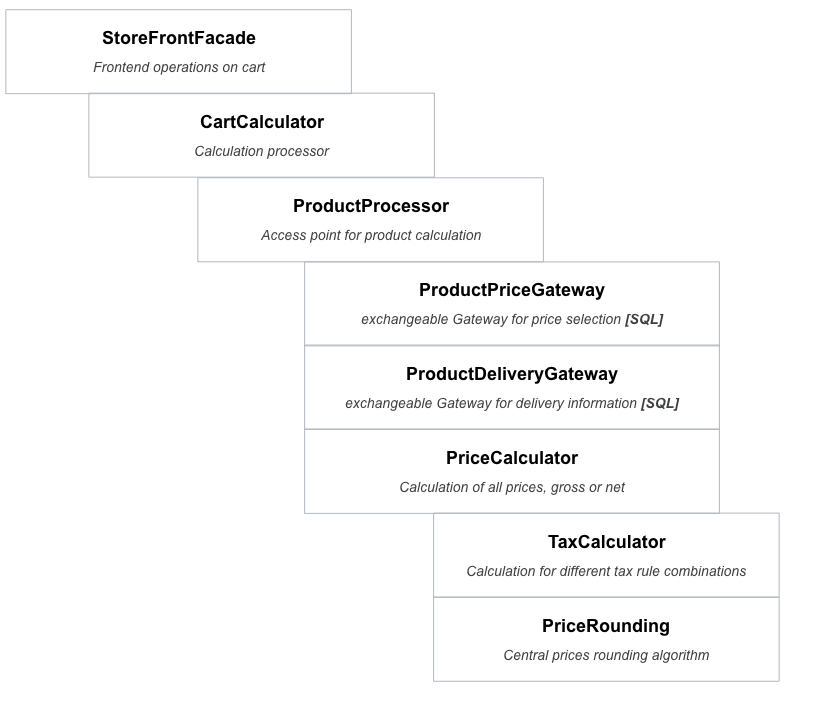 StoreFrontFacade
Frontend operations on cart
CartCalculator
Calculation processor
ProductProcessor
Access point for product calculation
ProductPriceGateway
exchangeable Gateway for price selection [SQL]
ProductDeliveryGateway
exchangeable Gateway for delivery information [SQL]
PriceCalculator
Calculation of all prices, gross or net
TaxCalculator
Calculation for different tax rule combinations
PriceRounding
Central prices rounding algorithm